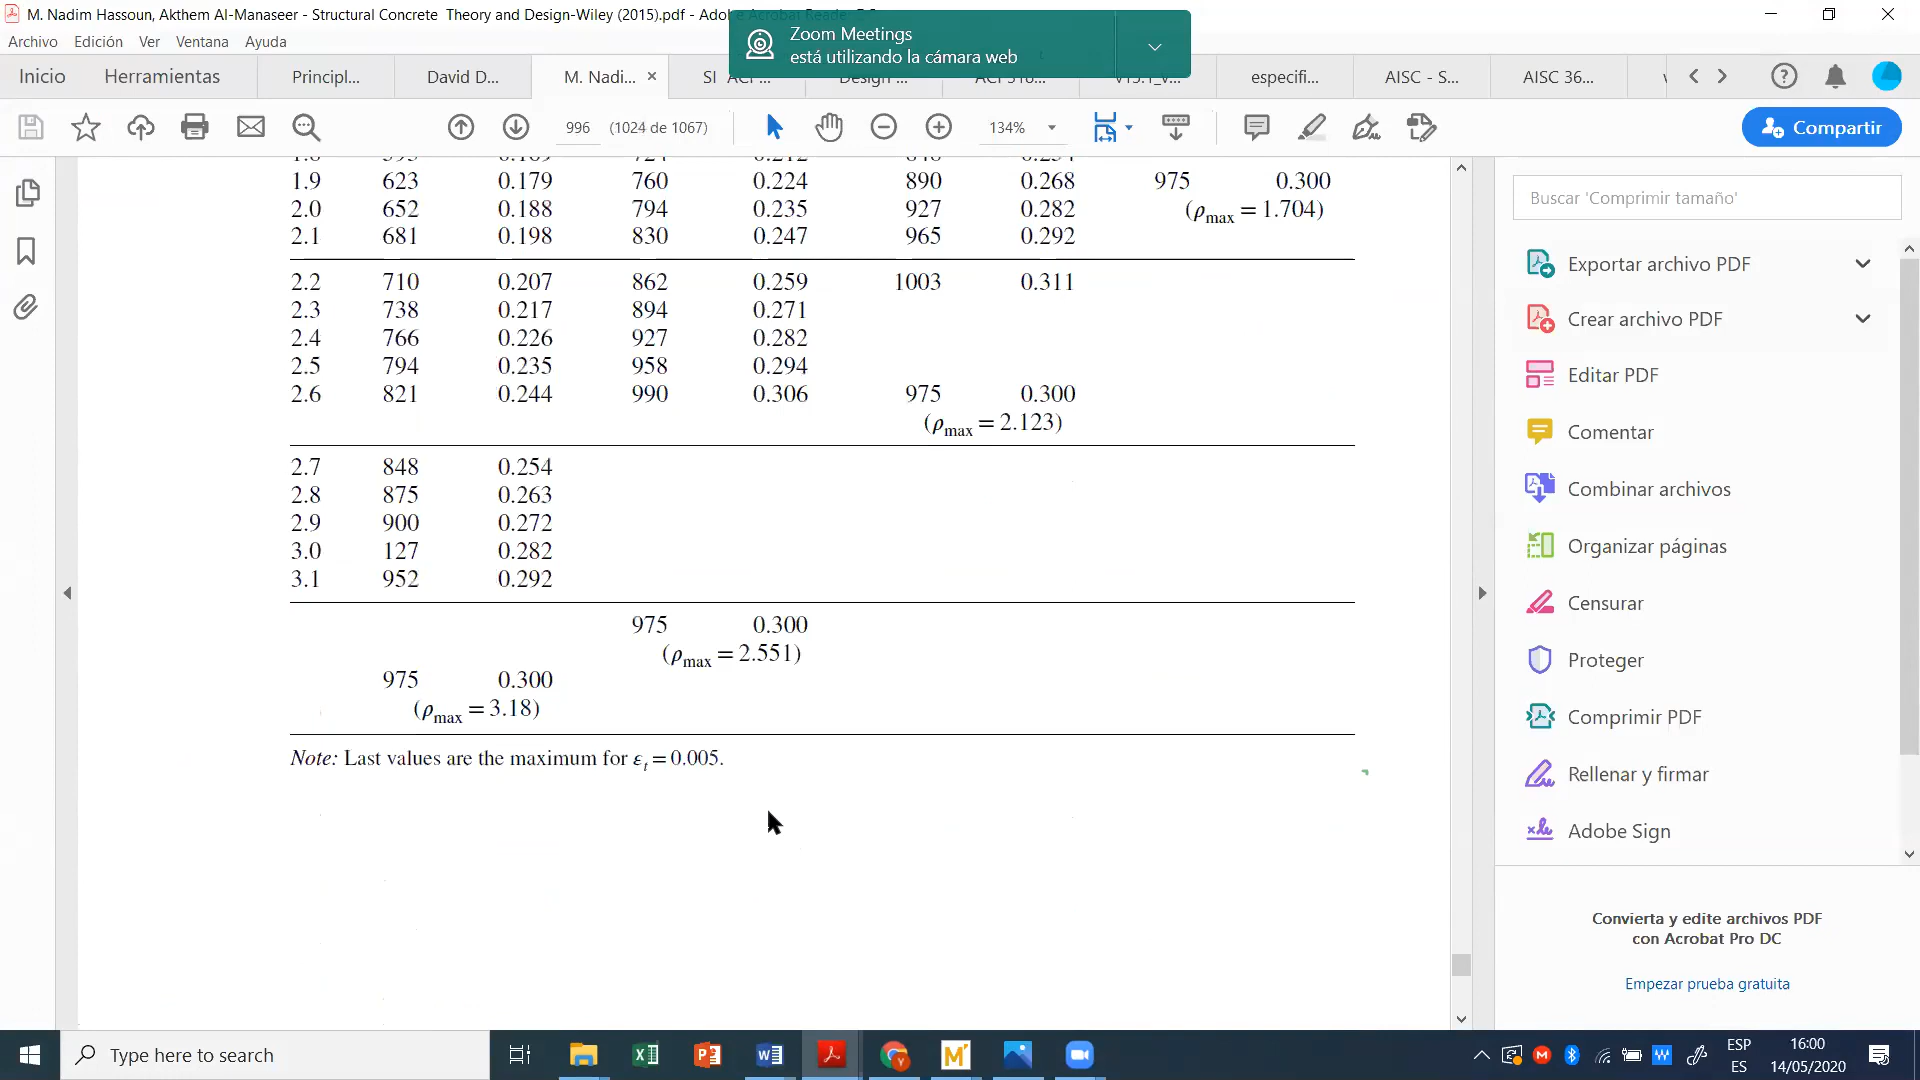 M. Nadim Hassoun, Akthem Al-Manaseer - Structural Concrete Theory and Design-Wiley (2015).pdf - Adobe Acrobat Reader
Zoom Meetings
está utilizando la cámara web
Archivo Edición Ver Ventana Ayuda
Inicio Herramientas Principl... David D... M. Nadi... × SI ACI ... Design ... ACI 318... V15.1_v... especifi... AISC - S... AISC 36...
996 (1024 de 1067) 134% Compartir
1.9 623 0.179 760 0.224 890 0.268 975 0.300
2.0 652 0.188 794 0.235 927 0.282 (ρmax = 1.704)
2.1 681 0.198 830 0.247 965 0.292
2.2 710 0.207 862 0.259 1003 0.311
2.3 738 0.217 894 0.271
2.4 766 0.226 927 0.282
2.5 794 0.235 958 0.294
2.6 821 0.244 990 0.306 975 0.300
(ρmax = 2.123)
2.7 848 0.254
2.8 875 0.263
2.9 900 0.272
3.0 127 0.282
3.1 952 0.292
975 0.300
(ρmax = 2.551)
975 0.300
(ρmax = 3.18)
Note: Last values are the maximum for εt = 0.005.
Buscar 'Comprimir tamaño'
Exportar archivo PDF
Crear archivo PDF
Editar PDF
Comentar
Combinar archivos
Organizar páginas
Censurar
Proteger
Comprimir PDF
Rellenar y firmar
Adobe Sign
Convierta y edite archivos PDF
con Acrobat Pro DC
Empezar prueba gratuita
Type here to search
ESP
ES
16:00
14/05/2020